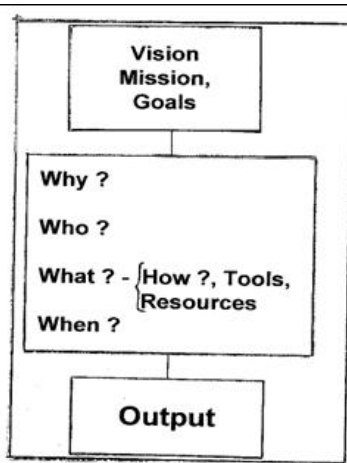 Vision
Mission,
Goals
Why ?
Who ?
What ? - {How ?, Tools,
Resources
When ?
Output